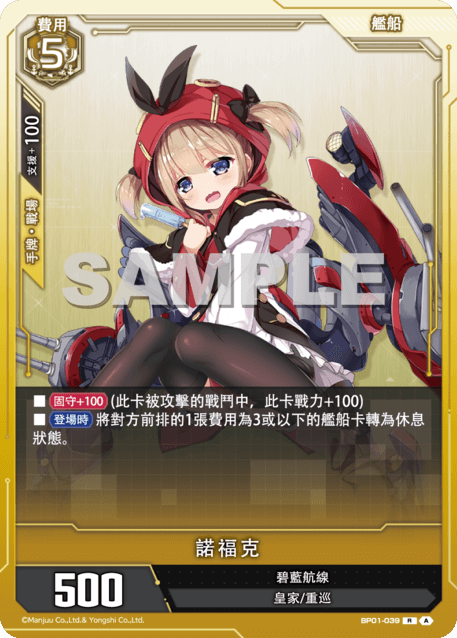 費用
5
艦船
支援+100
手牌・戰場
SAMPLE
■ 固守+100 (此卡被攻擊的戰鬥中，此卡戰力+100)
■ 登場時 將對方前排的1張費用為3或以下的艦船卡轉為休息
狀態。
諾福克
500
碧藍航線
皇家/重巡
©Manjuu Co.,Ltd.& Yongshi Co.,Ltd.
BP01-039 R A